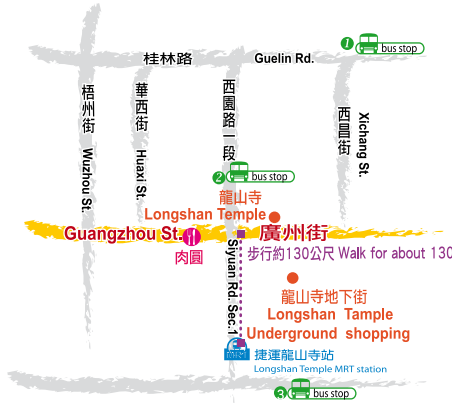 1 bus stop
桂林路 Guelin Rd.
梧州街 Wuzhou St.
華西街 Huaxi St.
西園路一段
西昌街 Xichang St.
2 bus stop
龍山寺
Longshan Temple
Guangzhou St. 廣州街
肉圓
步行約130公尺 Walk for about 130
Siyuan Rd. Sec.1
龍山寺地下街
Longshan Tample
Underground shopping
MRT 捷運龍山寺站
Longshan Temple MRT station
3 bus stop